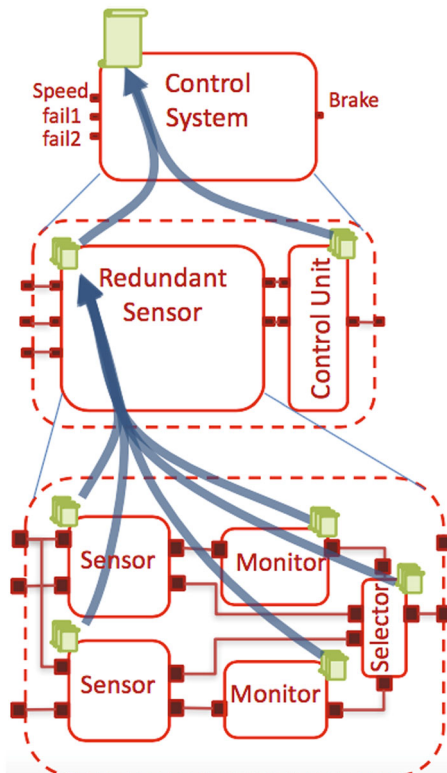 Control
System
Speed
fail1
fail2
Brake
Redundant
Sensor
Control Unit
Sensor
Monitor
Selector
Sensor
Monitor